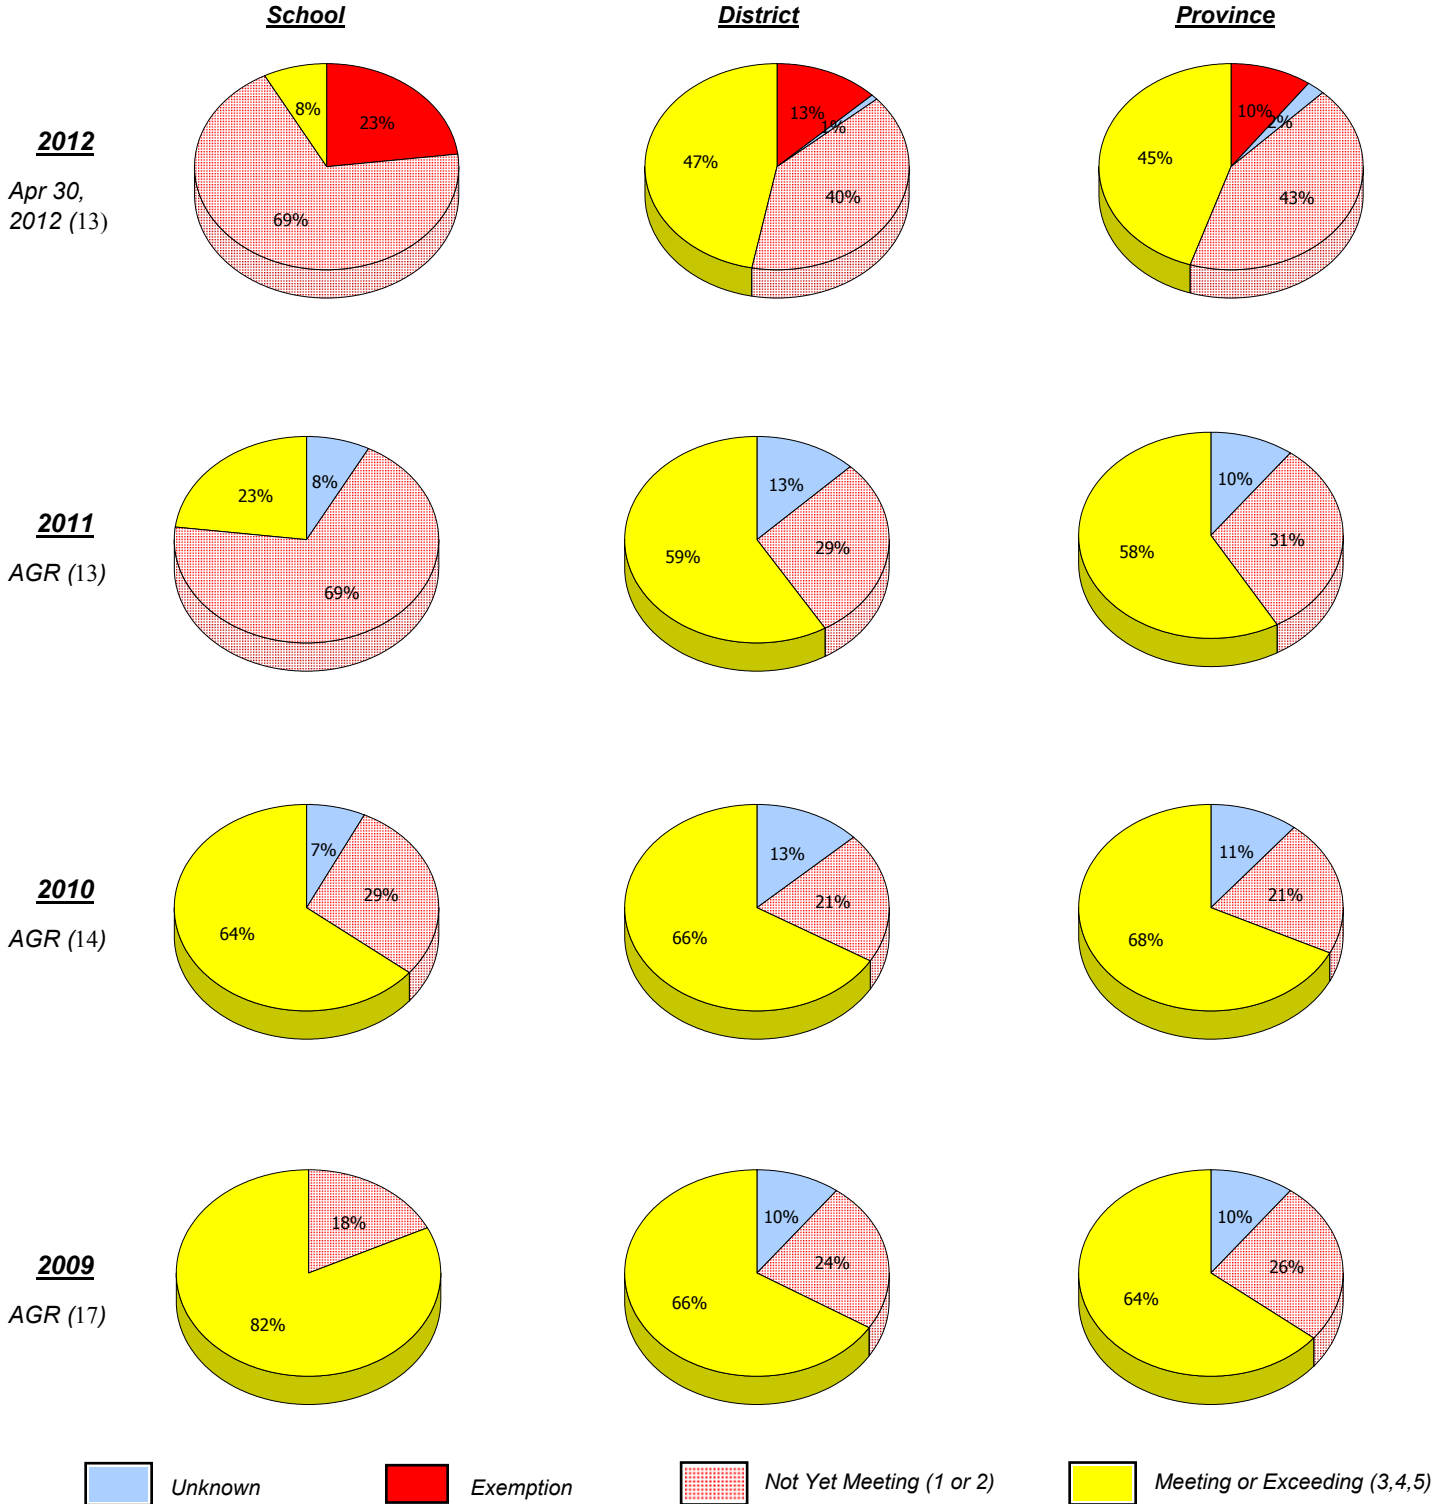 School District Province
2012
Apr 30,
2012 (13)
8% 23% 69%
13% 1% 47% 40%
10% 2% 45% 43%
2011
AGR (13)
8% 23% 69%
13% 29% 59%
10% 31% 58%
2010
AGR (14)
7% 29% 64%
13% 21% 66%
11% 21% 68%
2009
AGR (17)
18% 82%
10% 24% 66%
10% 26% 64%
Unknown Exemption Not Yet Meeting (1 or 2) Meeting or Exceeding (3,4,5)